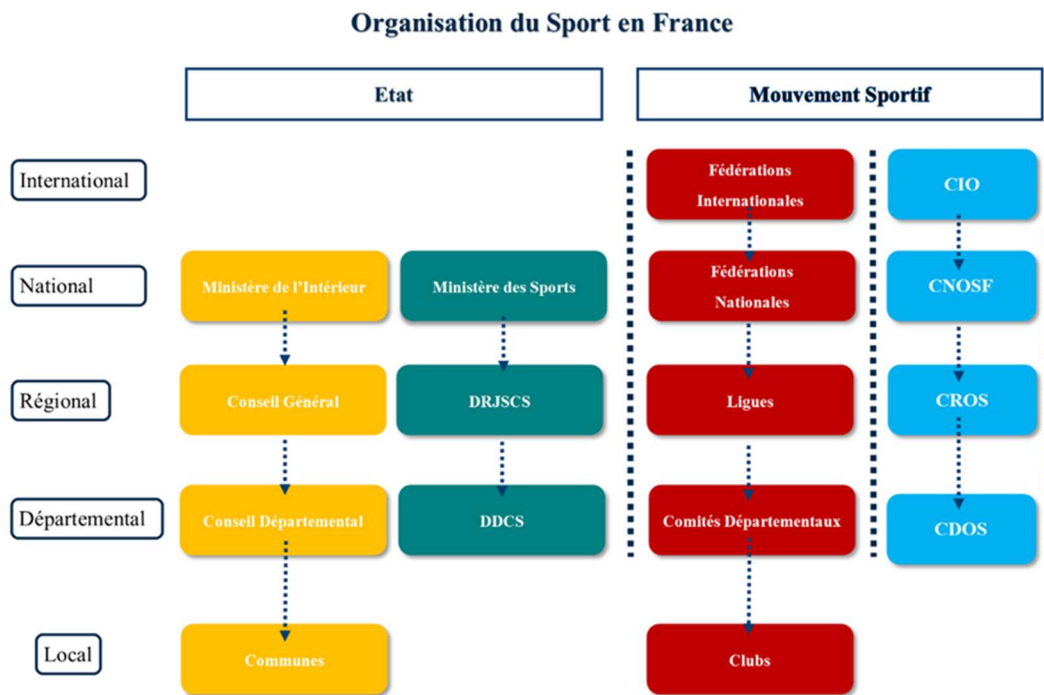 Organisation du Sport en France
Etat
Mouvement Sportif
International
Fédérations
Internationales
CIO
National
Ministère de l'Intérieur
Ministère des Sports
Fédérations
Nationales
CNOSF
Régional
Conseil Général
DRJSCS
Ligues
CROS
Départemental
Conseil Départemental
DDCS
Comités Départementaux
CDOS
Local
Communes
Clubs